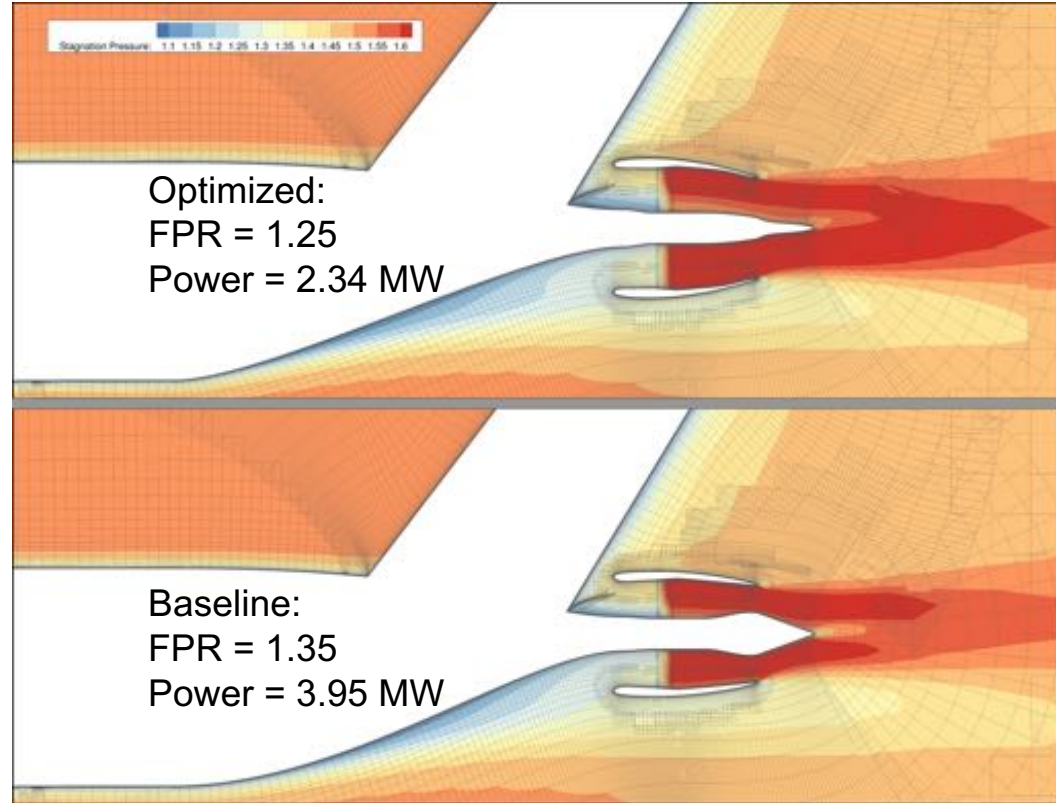 Stagnation Pressure: 1.1 1.15 1.2 1.25 1.3 1.35 1.4 1.45 1.5 1.55 1.6
Optimized:
FPR = 1.25
Power = 2.34 MW
Baseline:
FPR = 1.35
Power = 3.95 MW